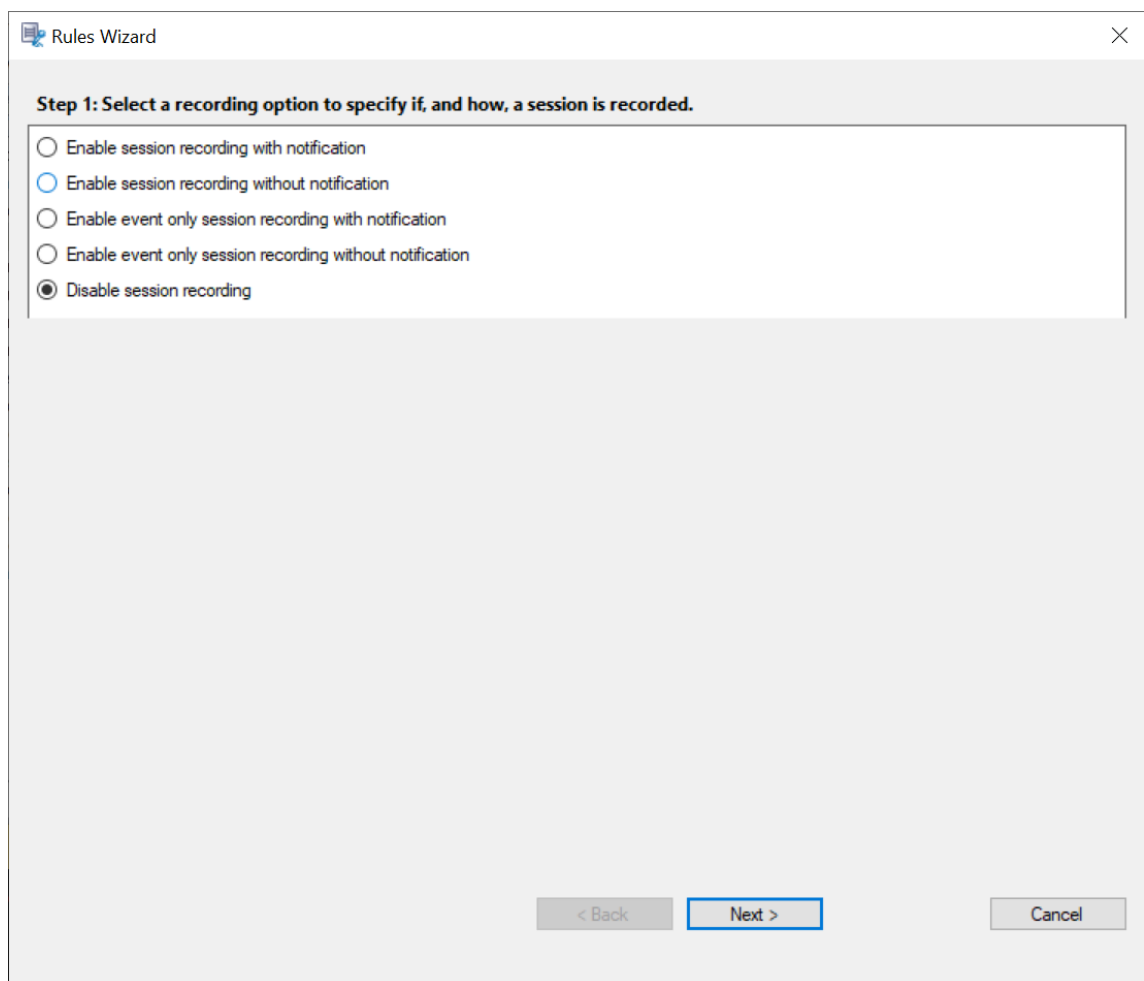 Rules Wizard
Step 1: Select a recording option to specify if, and how, a session is recorded.
Enable session recording with notification
Enable session recording without notification
Enable event only session recording with notification
Enable event only session recording without notification
Disable session recording
< Back Next > Cancel